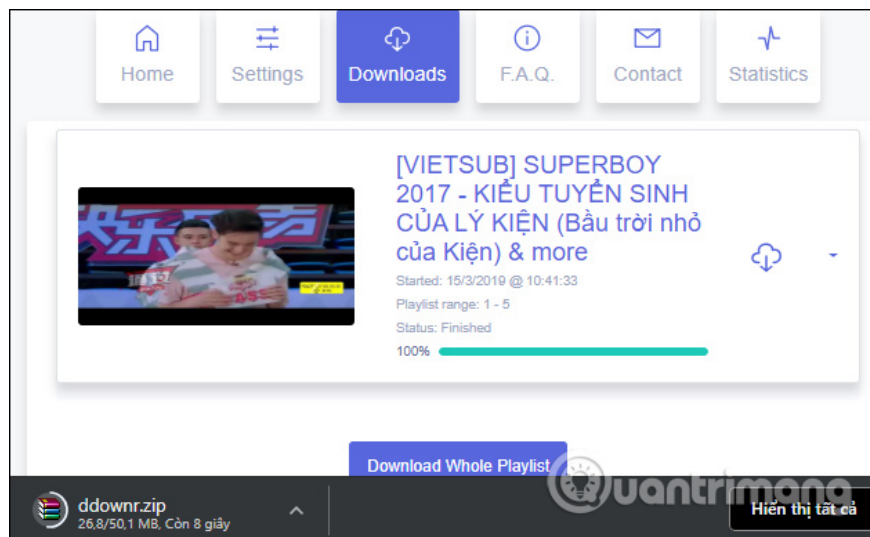 Home
Settings
Downloads
F.A.Q.
Contact
Statistics
[VIETSUB] SUPERBOY
2017 - KIỂU TUYỂN SINH
CỦA LÝ KIỆN (Bầu trời nhỏ
của Kiện) & more
Started: 15/3/2019 @ 10:41:33
Playlist range: 1 - 5
Status: Finished
100%
Download Whole Playlist
Quantrimang
ddownr.zip
26,8/50,1 MB, Còn 8 giây
Hiển thị tất cả